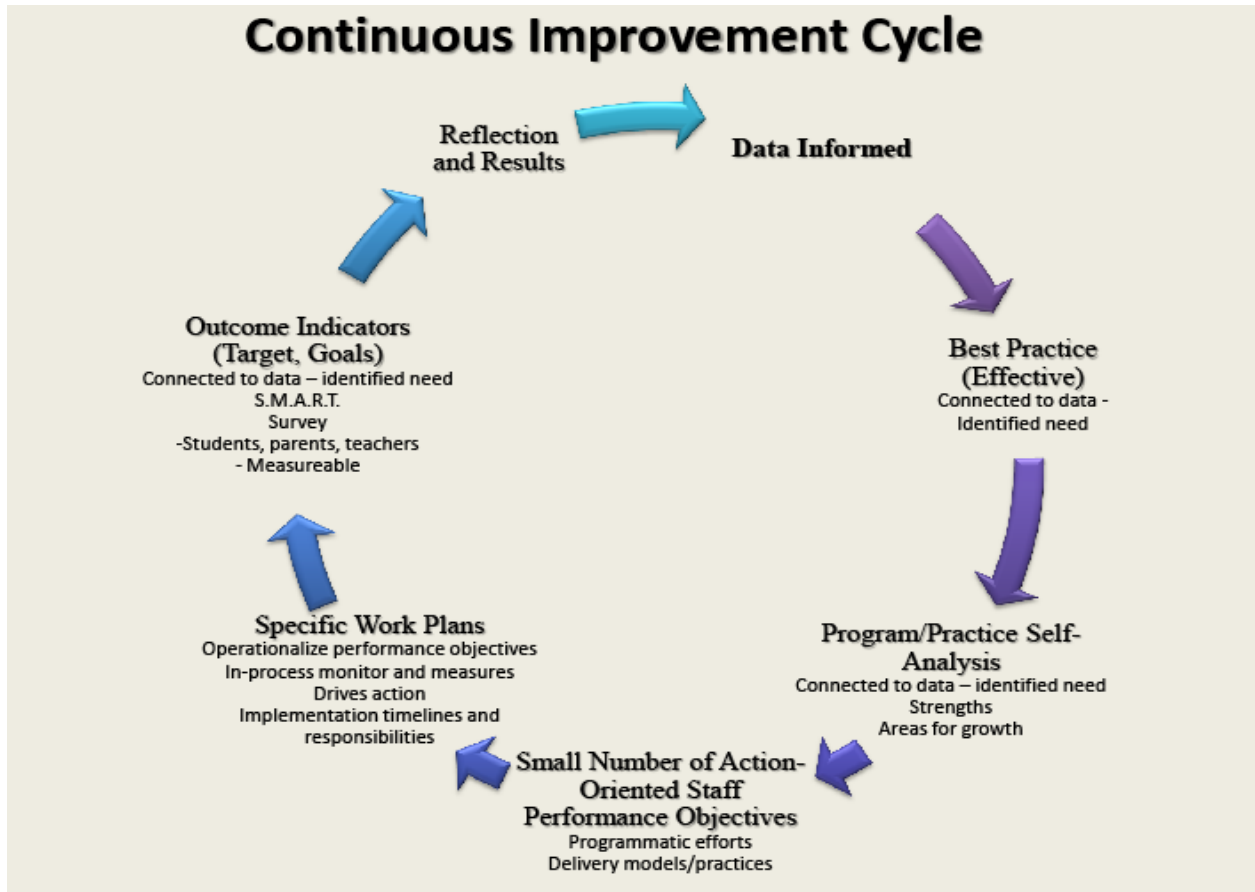 Continuous Improvement Cycle
Reflection
and Results
Data Informed
Best Practice
(Effective)
Connected to data -
Identified need
Program/Practice Self-
Analysis
Connected to data – identified need
Strengths
Areas for growth
Small Number of Action-
Oriented Staff
Performance Objectives
Programmatic efforts
Delivery models/practices
Specific Work Plans
Operationalize performance objectives
In-process monitor and measures
Drives action
Implementation timelines and
responsibilities
Outcome Indicators
(Target, Goals)
Connected to data – identified need
S.M.A.R.T.
Survey
-Students, parents, teachers
- Measureable